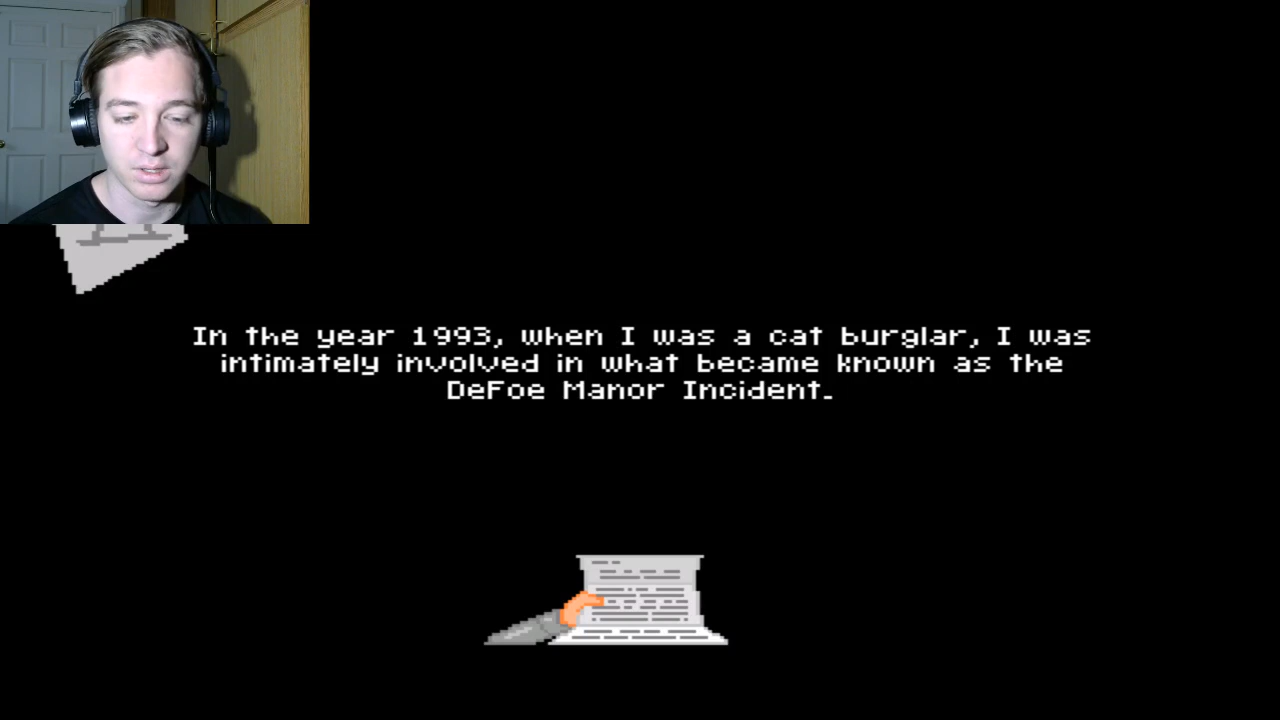 In the year 1993, when I was a cat burglar, I was
intimately involved in what became known as the
DeFoe Manor Incident.